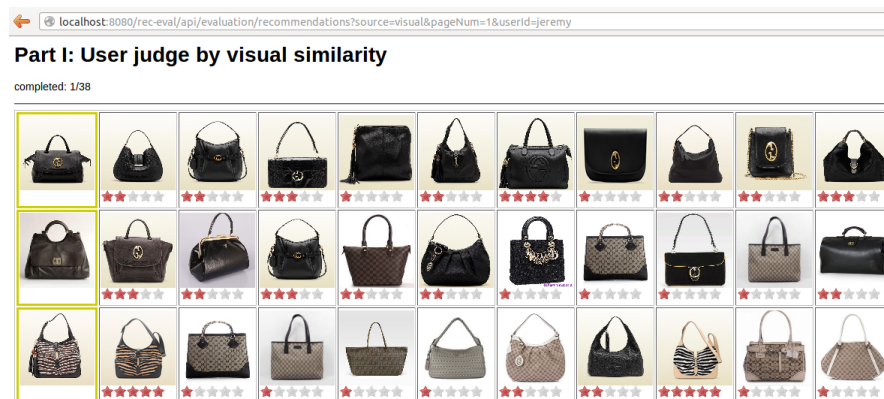 localhost:8080/rec-eval/api/evaluation/recommendations?source=visual&pageNum=1&userId=jeremy
Part I: User judge by visual similarity
completed: 1/38